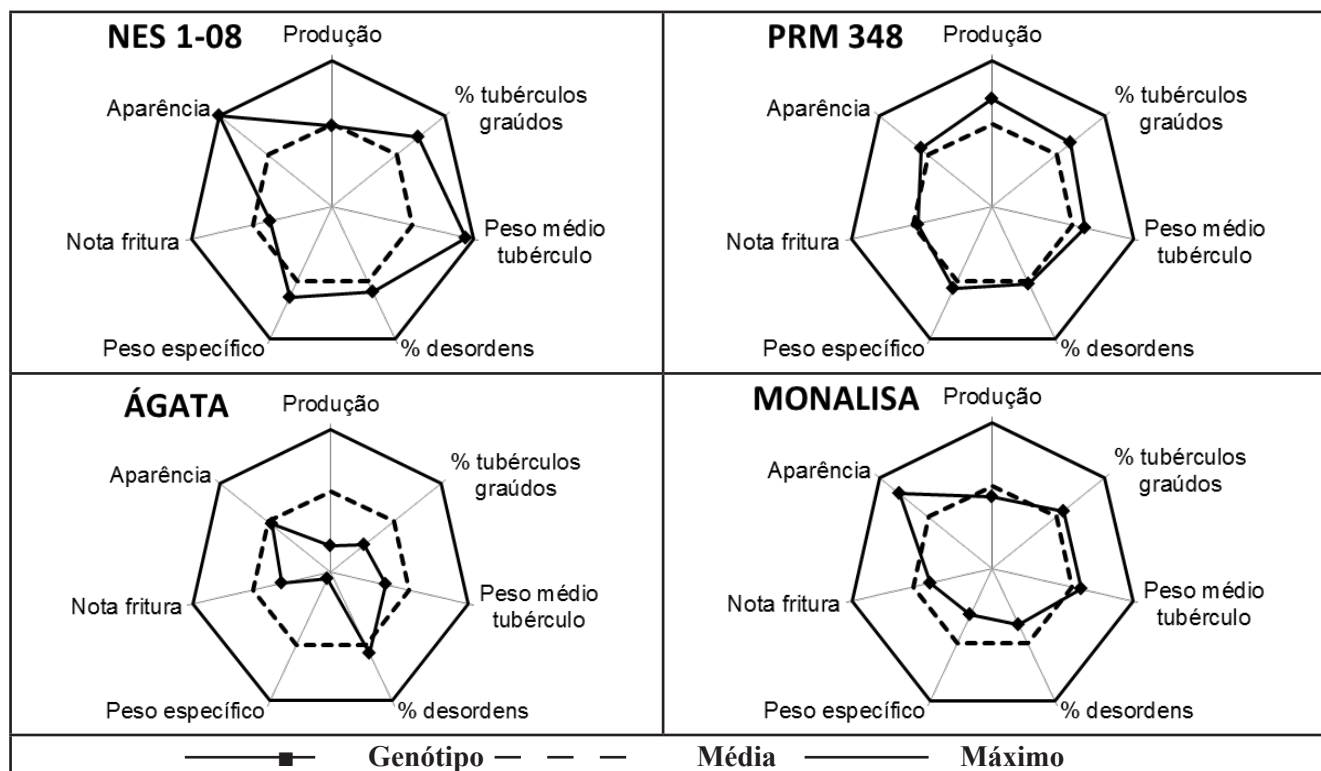 NES 1-08
Produção
% tubérculos
graúdos
Peso médio
tubérculo
% desordens
Peso específico
Nota fritura
Aparência
PRM 348
Produção
% tubérculos
graúdos
Peso médio
tubérculo
% desordens
Peso específico
Nota fritura
Aparência
ÁGATA
Produção
% tubérculos
graúdos
Peso médio
tubérculo
% desordens
Peso específico
Nota fritura
Aparência
MONALISA
Produção
% tubérculos
graúdos
Peso médio
tubérculo
% desordens
Peso específico
Nota fritura
Aparência
Genótipo Média Máximo